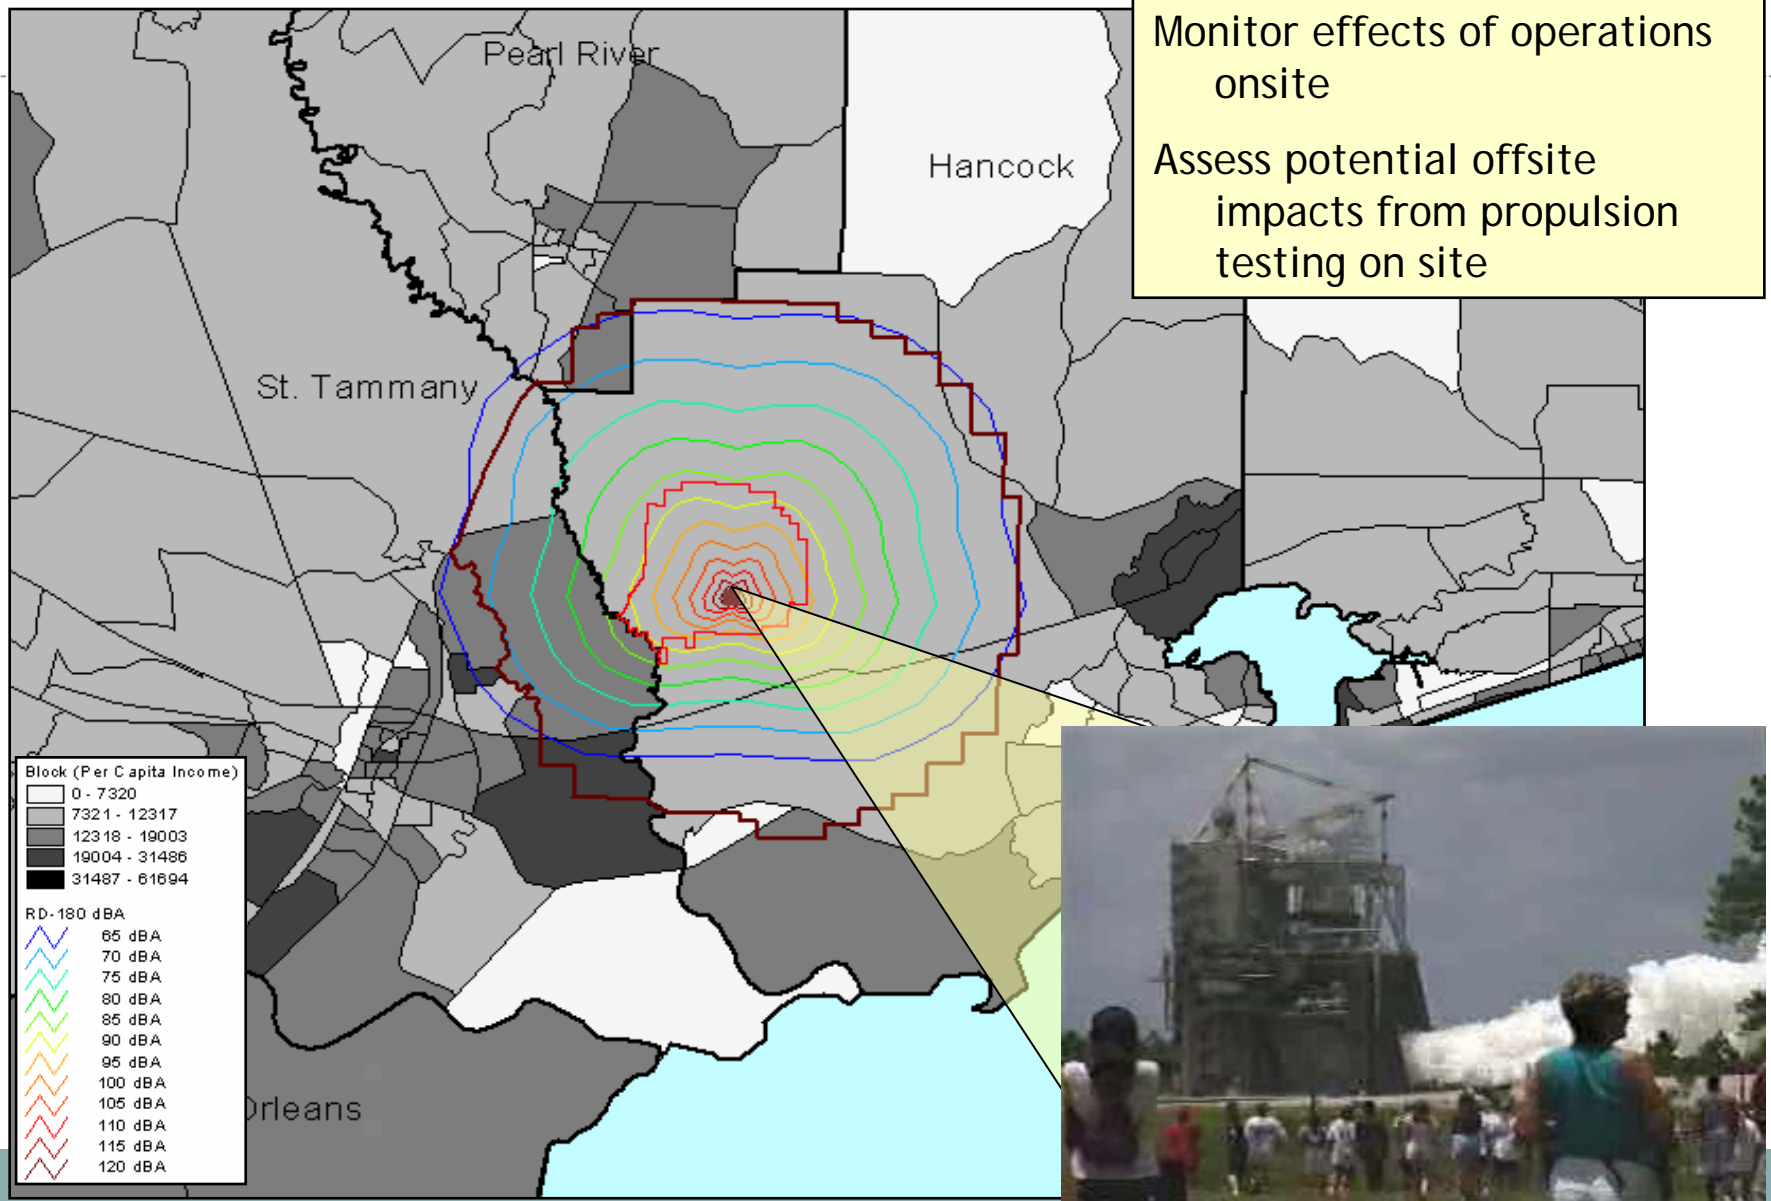 Monitor effects of operations
onsite
Assess potential offsite
impacts from propulsion
testing on site
Pearl River
Hancock
St. Tammany
Orleans
Block (Per Capita Income)
0 - 7320
7321 - 12317
12318 - 19003
19004 - 31486
31487 - 61694
RD-180 dBA
65 dBA
70 dBA
75 dBA
80 dBA
85 dBA
90 dBA
95 dBA
100 dBA
105 dBA
110 dBA
115 dBA
120 dBA